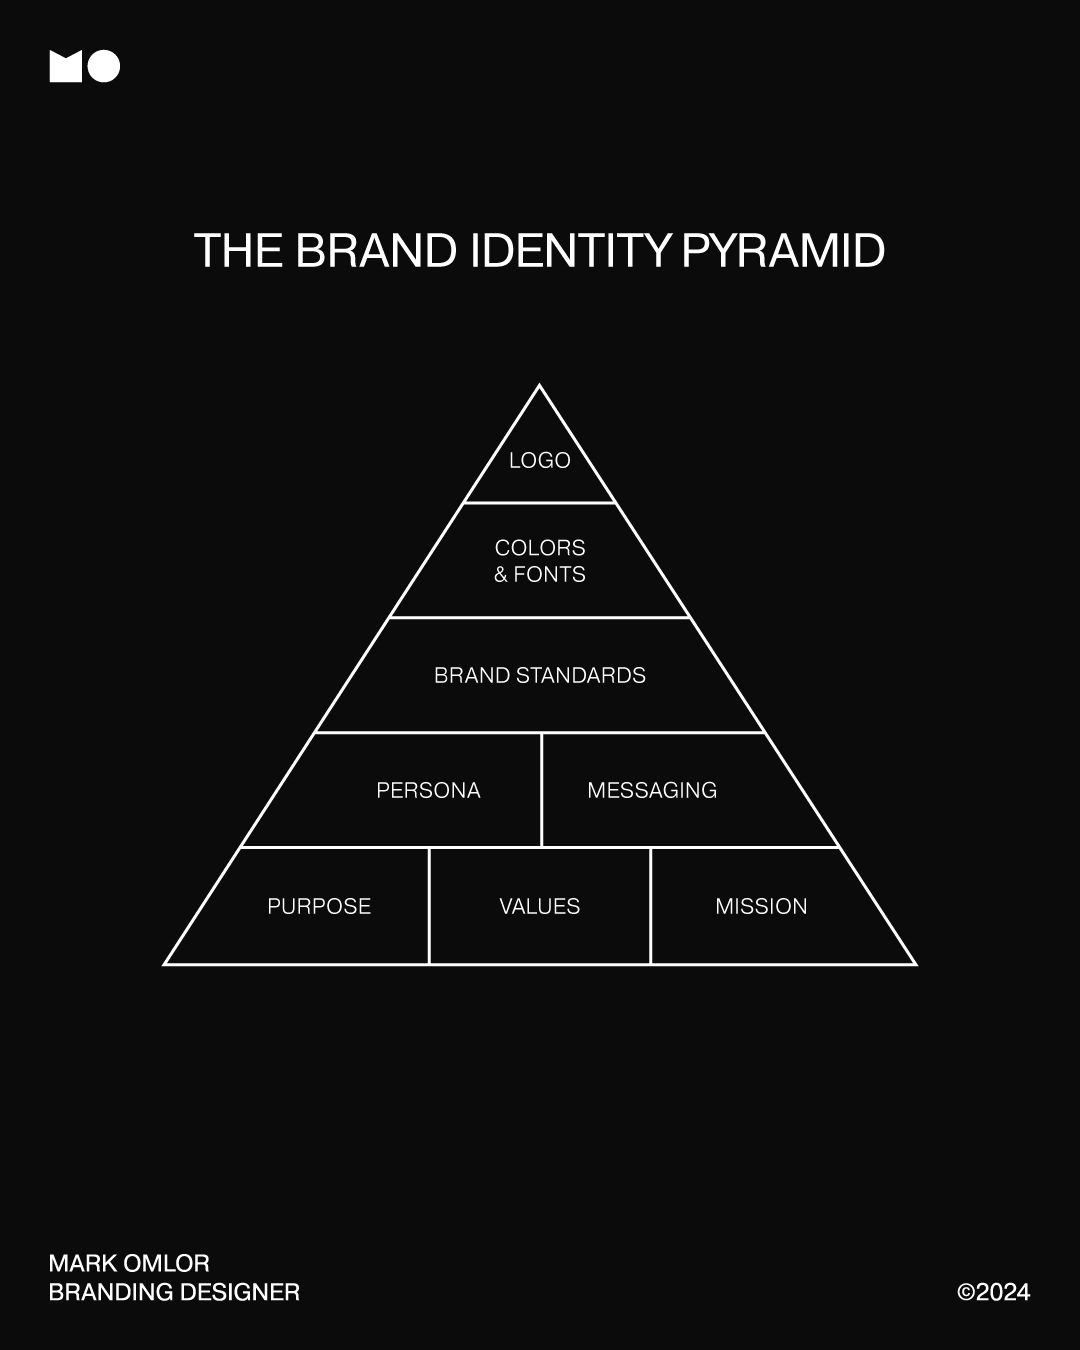 MO
THE BRAND IDENTITY PYRAMID
LOGO
COLORS
& FONTS
BRAND STANDARDS
PERSONA
MESSAGING
PURPOSE
VALUES
MISSION
MARK OMLOR
BRANDING DESIGNER
©2024